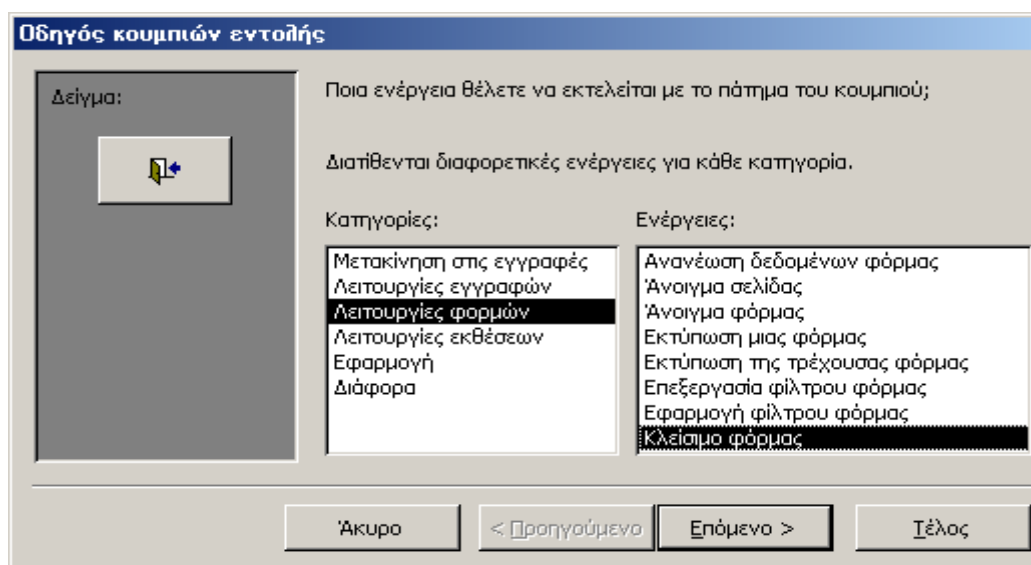 Οδηγός κουμπιών εντολής
Δείγμα:
Ποια ενέργεια θέλετε να εκτελείται με το πάτημα του κουμπιού;
Διατίθενται διαφορετικές ενέργειες για κάθε κατηγορία.
Κατηγορίες:
Μετακίνηση στις εγγραφές
Λειτουργίες εγγραφών
Λειτουργίες φορμών
Λειτουργίες εκθέσεων
Εφαρμογή
Διάφορα
Ενέργειες:
Ανανέωση δεδομένων φόρμας
Άνοιγμα σελίδας
Άνοιγμα φόρμας
Εκτύπωση μιας φόρμας
Εκτύπωση της τρέχουσας φόρμας
Επεξεργασία φίλτρου φόρμας
Εφαρμογή φίλτρου φόρμας
Κλείσιμο φόρμας
Άκυρο
< Προηγούμενο
Επόμενο >
Τέλος